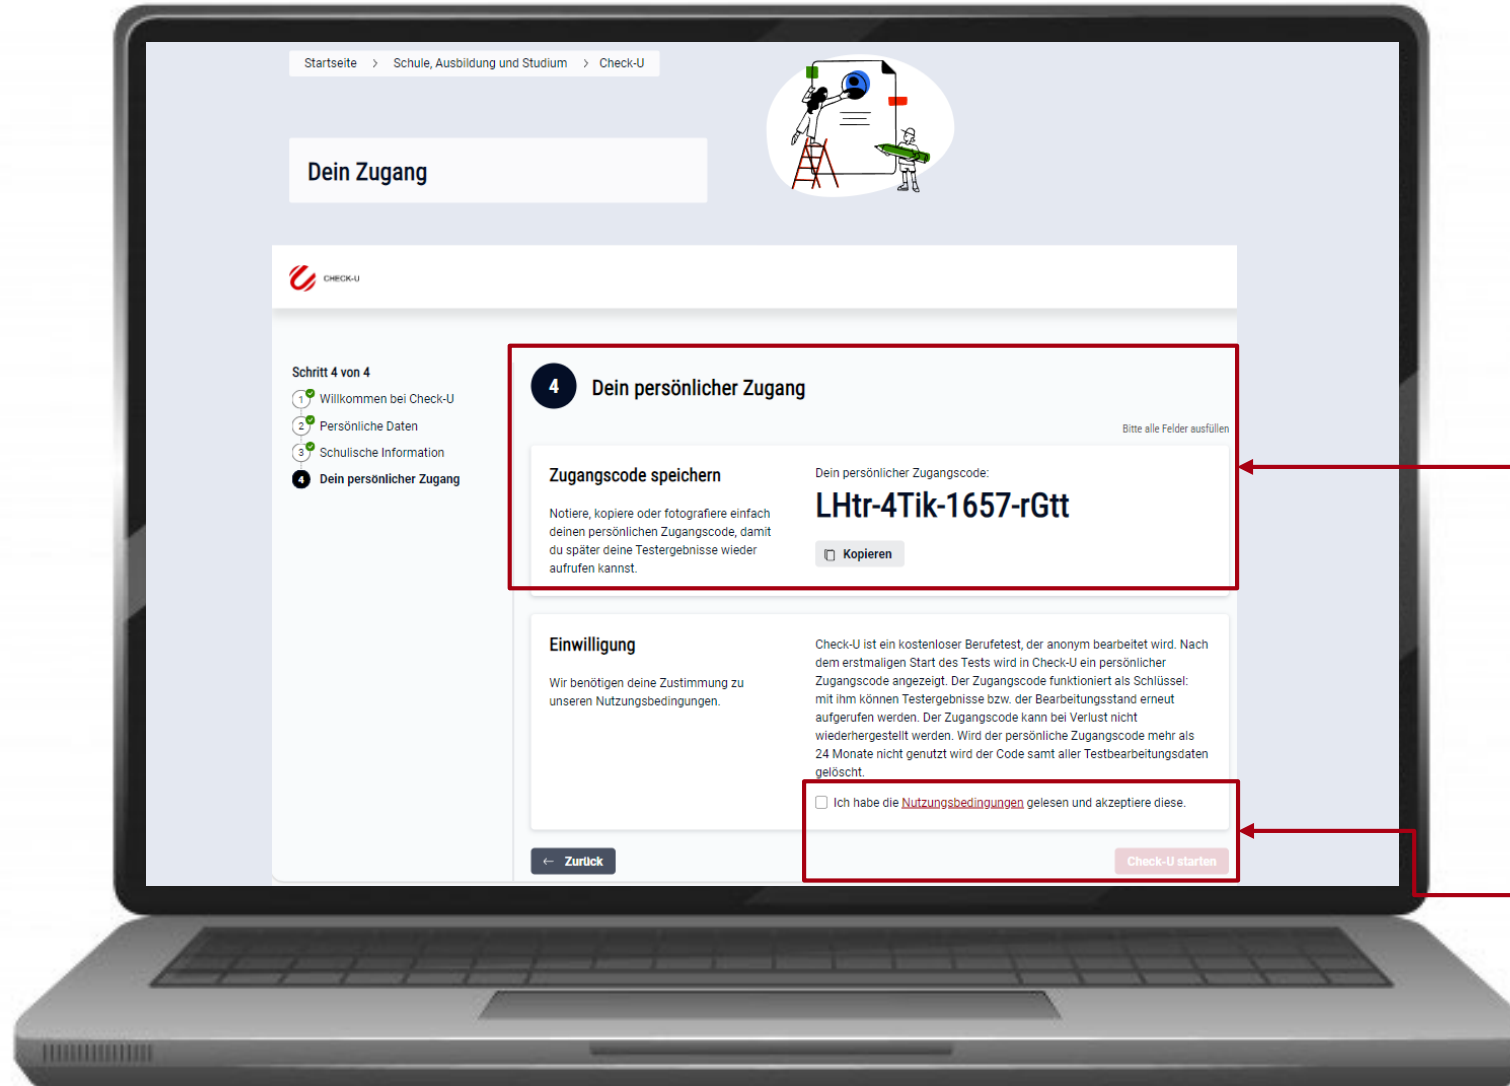 Startseite > Schule, Ausbildung und Studium > Check-U
Dein Zugang
CHECK-U
Schritt 4 von 4
1 Willkommen bei Check-U
2 Persönliche Daten
3 Schulische Information
4 Dein persönlicher Zugang
4 Dein persönlicher Zugang
Bitte alle Felder ausfüllen
Zugangscode speichern
Notiere, kopiere oder fotografiere einfach
deinen persönlichen Zugangscode, damit
du später deine Testergebnisse wieder
aufrufen kannst.
Dein persönlicher Zugangscode:
LHtr-4Tik-1657-rGtt
Kopieren
Einwilligung
Wir benötigen deine Zustimmung zu
unseren Nutzungsbedingungen.
Check-U ist ein kostenloser Berufetest, der anonym bearbeitet wird. Nach
dem erstmaligen Start des Tests wird in Check-U ein persönlicher
Zugangscode angezeigt. Der Zugangscode funktioniert als Schlüssel:
mit ihm können Testergebnisse bzw. der Bearbeitungsstand erneut
aufgerufen werden. Der Zugangscode kann bei Verlust nicht
wiederhergestellt werden. Wird der persönliche Zugangscode mehr als
24 Monate nicht genutzt wird der Code samt aller Testbearbeitungsdaten
gelöscht.
Ich habe die Nutzungsbedingungen gelesen und akzeptiere diese.
← Zurück
Check-U starten